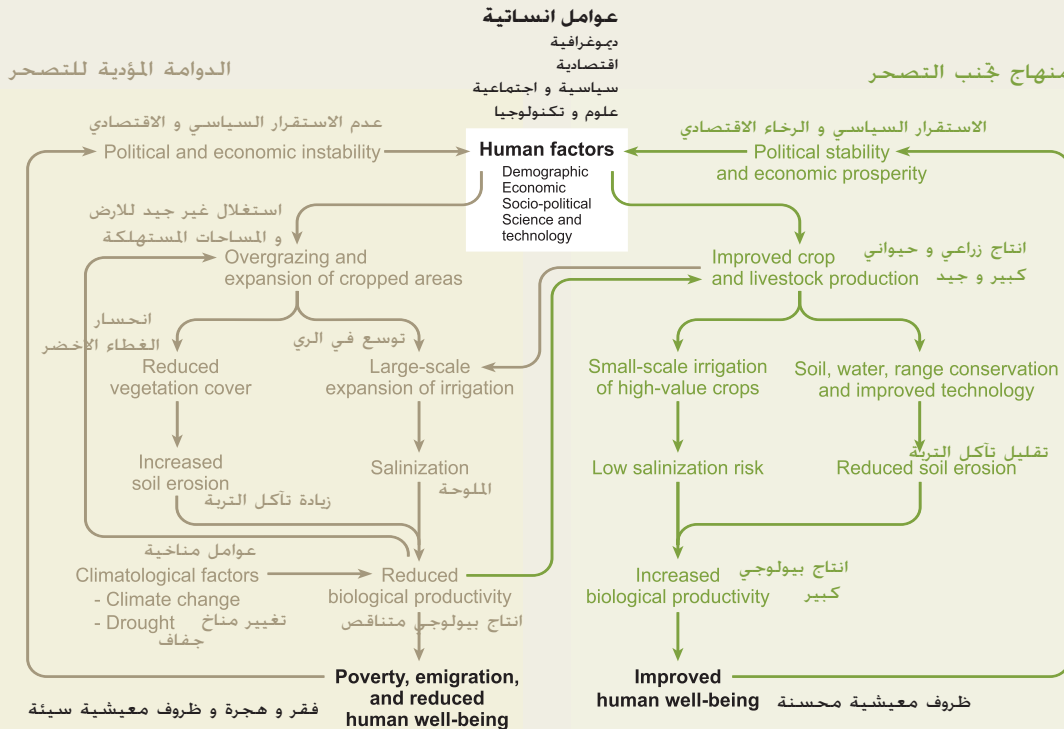 عوامل انساتية
ديموغرافية
اقتصادية
سياسية و اجتماعية
علوم و تكنولوجيا
الدوامة المؤدية للتصحر
منهاج تجنب التصحر
عدم الاستقرار السياسي و الاقتصادي
Political and economic instability
Human factors
Demographic
Economic
Socio-political
Science and
technology
الاستقرار السياسي و الرخاء الاقتصادي
Political stability
and economic prosperity
استغلال غير جيد للارض
و المساحات المستهلكة
Overgrazing and
expansion of cropped areas
Improved crop
and livestock production
انتاج زراعي و حيواني
كبير و جيد
انحسار
الغطاء الاخضر
Reduced
vegetation cover
توسع في الري
Large-scale
expansion of irrigation
Small-scale irrigation
of high-value crops
Soil, water, range conservation
and improved technology
Increased
soil erosion
زيادة تآكل التربة
Salinization
الملوحة
Low salinization risk
تقليل تآكل التربة
Reduced soil erosion
عوامل مناخية
Climatological factors
- Climate change
- Drought
تغيير مناخ
جفاف
Reduced
biological productivity
انتاج بيولوجي متناقص
Increased
biological productivity
انتاج بيولوجي
كبير
Poverty, emigration,
and reduced
human well-being
فقر و هجرة و ظروف معيشية سيئة
Improved
human well-being
ظروف معيشية محسنة